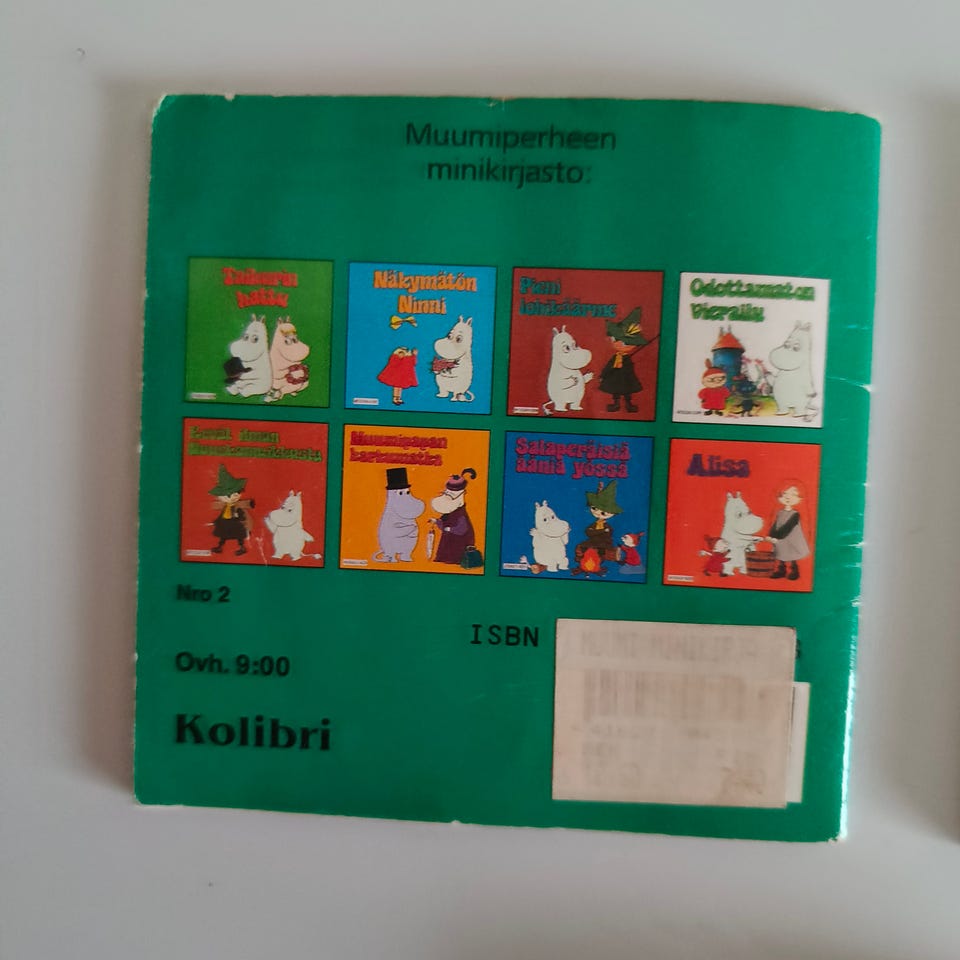 Muumiperheen
minikirjasto:
Taikurin
hattu
Näkymätön
Ninni
Pieni
lohikäärme
Odottamaton
vierailu
Muumipapan
karkumatka
Salaperäisiä
ääniä yössä
Alisa
Nro 2
ISBN
Ovh. 9:00
Kolibri